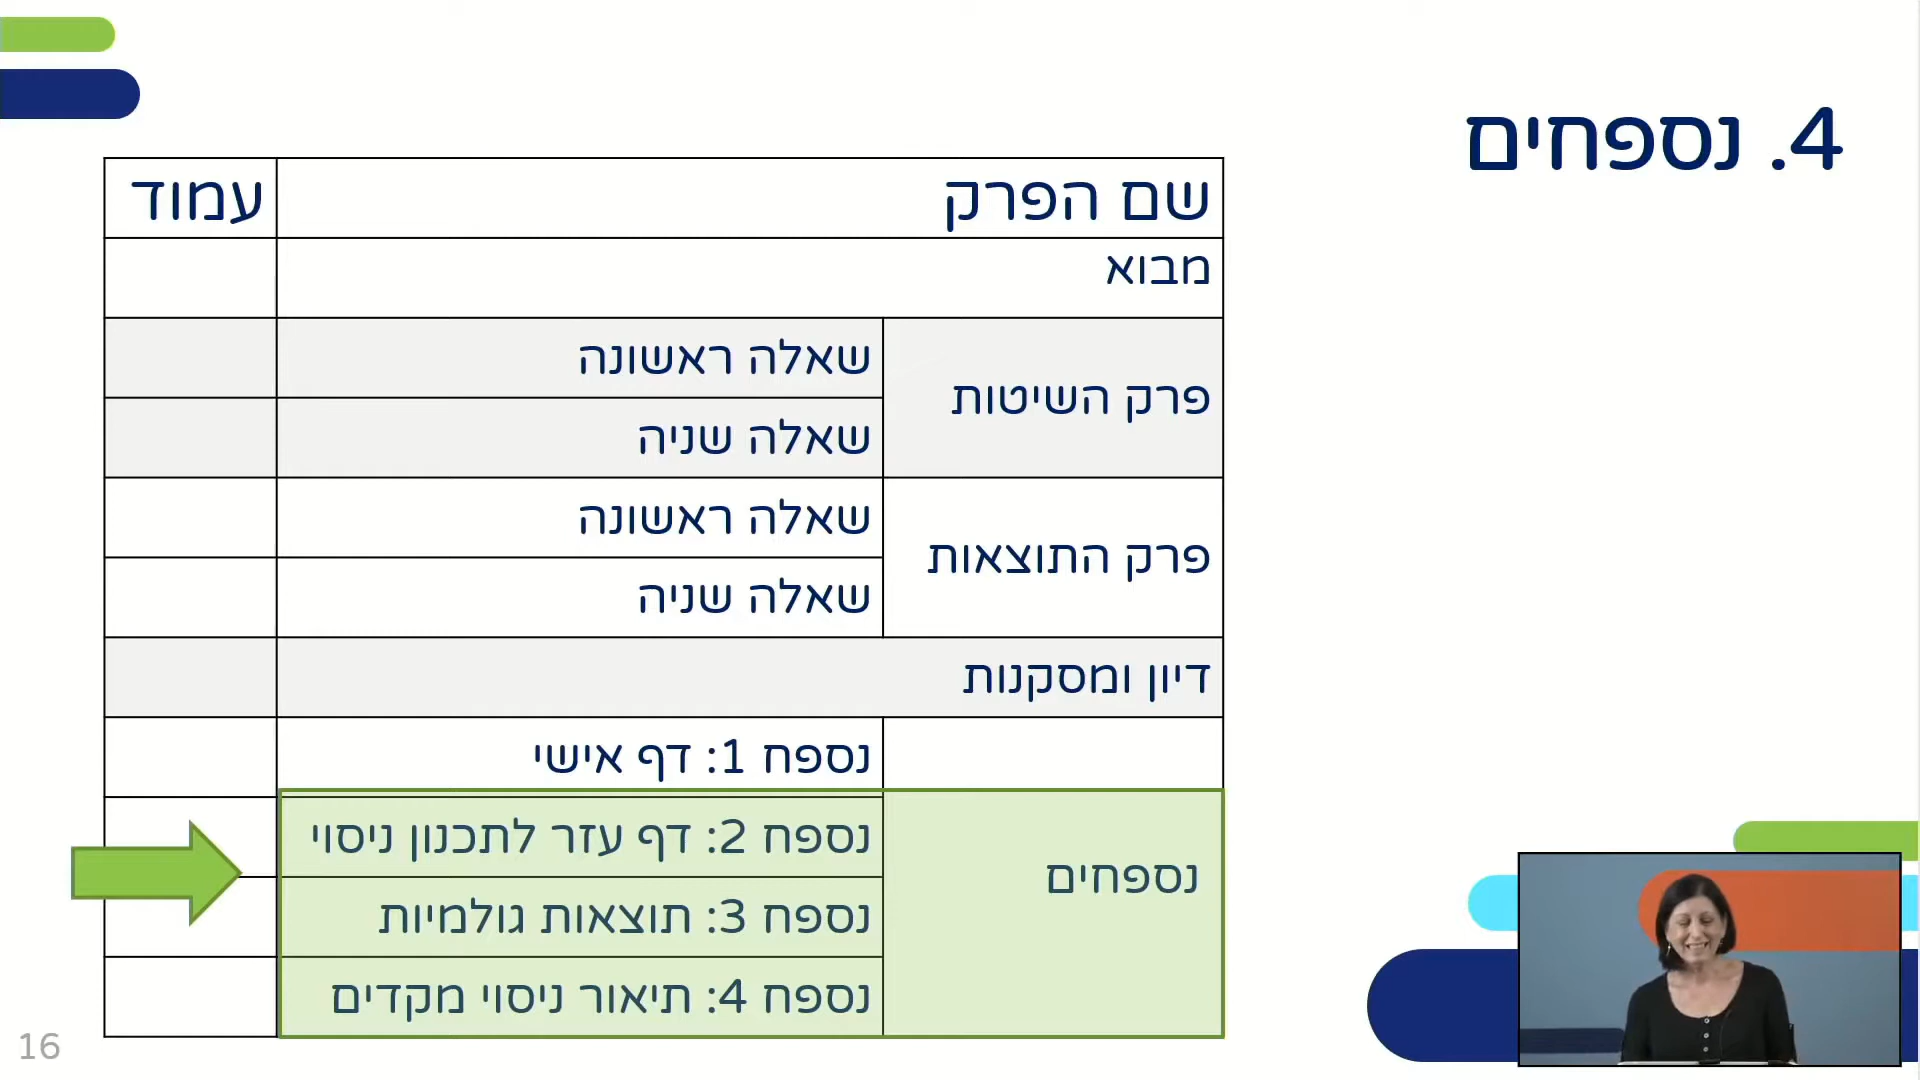 4. נספחים
שם הפרק עמוד
מבוא
פרק השיטות
שאלה ראשונה
שאלה שניה
פרק התוצאות
שאלה ראשונה
שאלה שניה
דיון ומסקנות
נספחים
נספח 1: דף אישי
נספח 2: דף עזר לתכנון ניסוי
נספח 3: תוצאות גולמיות
נספח 4: תיאור ניסוי מקדים
16